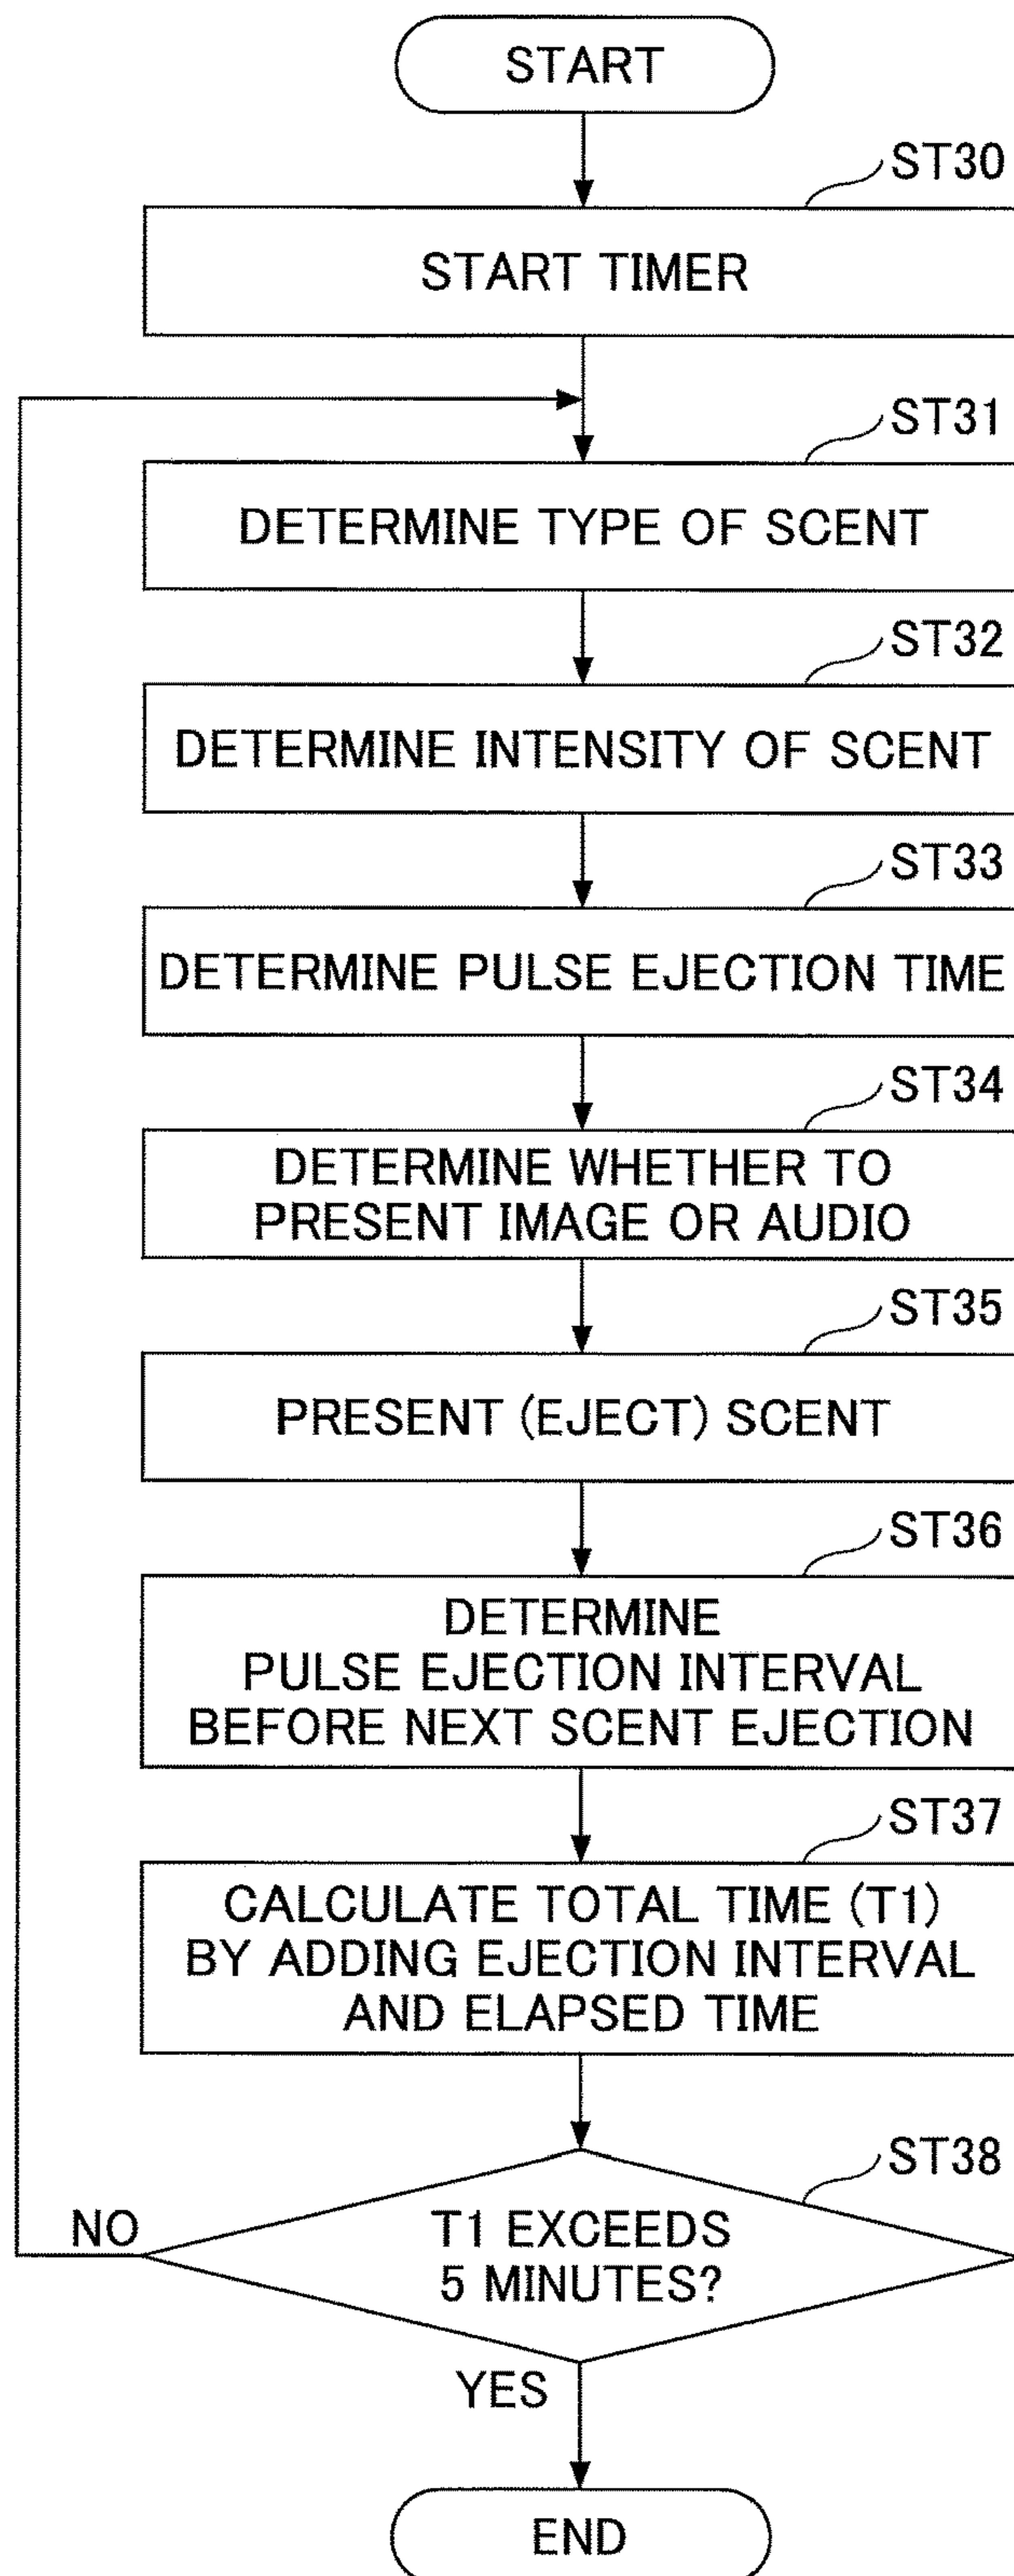 START
ST30
START TIMER
ST31
DETERMINE TYPE OF SCENT
ST32
DETERMINE INTENSITY OF SCENT
ST33
DETERMINE PULSE EJECTION TIME
ST34
DETERMINE WHETHER TO
PRESENT IMAGE OR AUDIO
ST35
PRESENT (EJECT) SCENT
ST36
DETERMINE
PULSE EJECTION INTERVAL
BEFORE NEXT SCENT EJECTION
ST37
CALCULATE TOTAL TIME (T1)
BY ADDING EJECTION INTERVAL
AND ELAPSED TIME
ST38
NO
T1 EXCEEDS
5 MINUTES?
YES
END